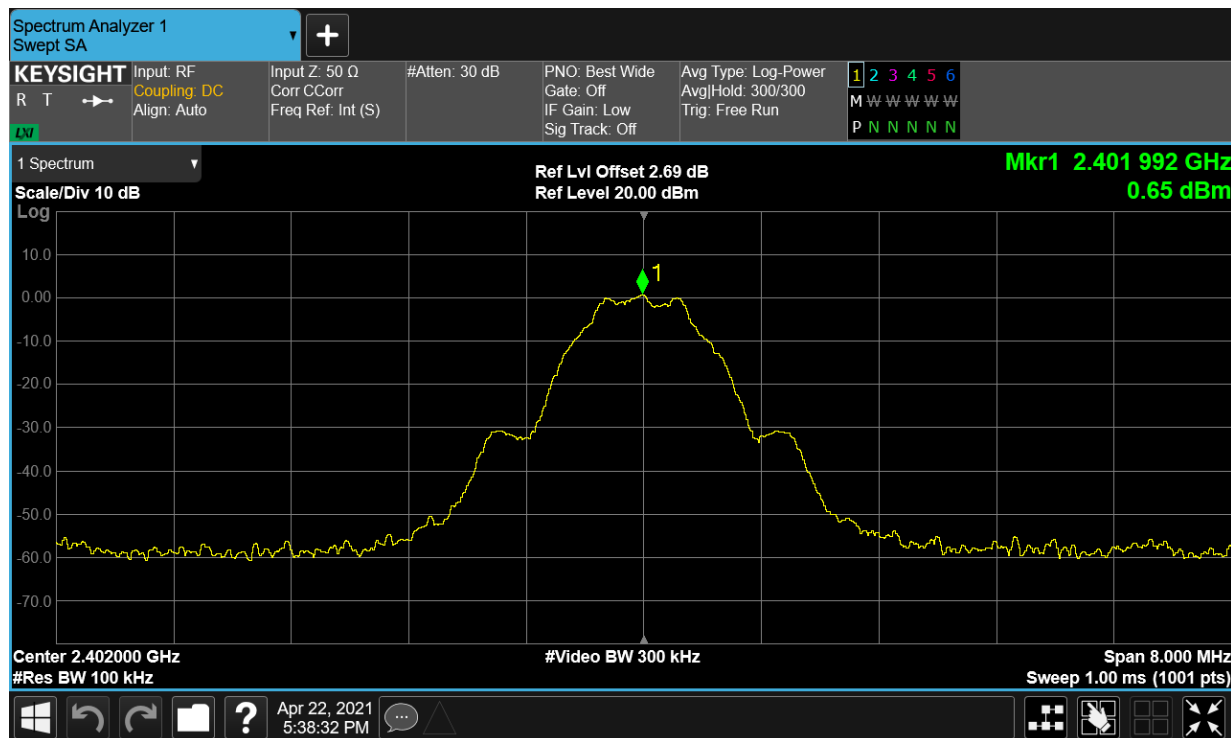 Spectrum Analyzer 1
Swept SA
KEYSIGHT
R T
LXI
Input: RF
Coupling: DC
Align: Auto
Input Z: 50 Ω
Corr CCorr
Freq Ref: Int (S)
#Atten: 30 dB
PNO: Best Wide
Gate: Off
IF Gain: Low
Sig Track: Off
Avg Type: Log-Power
Avg|Hold: 300/300
Trig: Free Run
1 2 3 4 5 6
M W W W W W
P N N N N N
1 Spectrum
Scale/Div 10 dB
Log
Ref Lvl Offset 2.69 dB
Ref Level 20.00 dBm
Mkr1 2.401 992 GHz
0.65 dBm
1
10.0
0.00
-10.0
-20.0
-30.0
-40.0
-50.0
-60.0
-70.0
Center 2.402000 GHz
#Res BW 100 kHz
#Video BW 300 kHz
Span 8.000 MHz
Sweep 1.00 ms (1001 pts)
?
Apr 22, 2021
5:38:32 PM